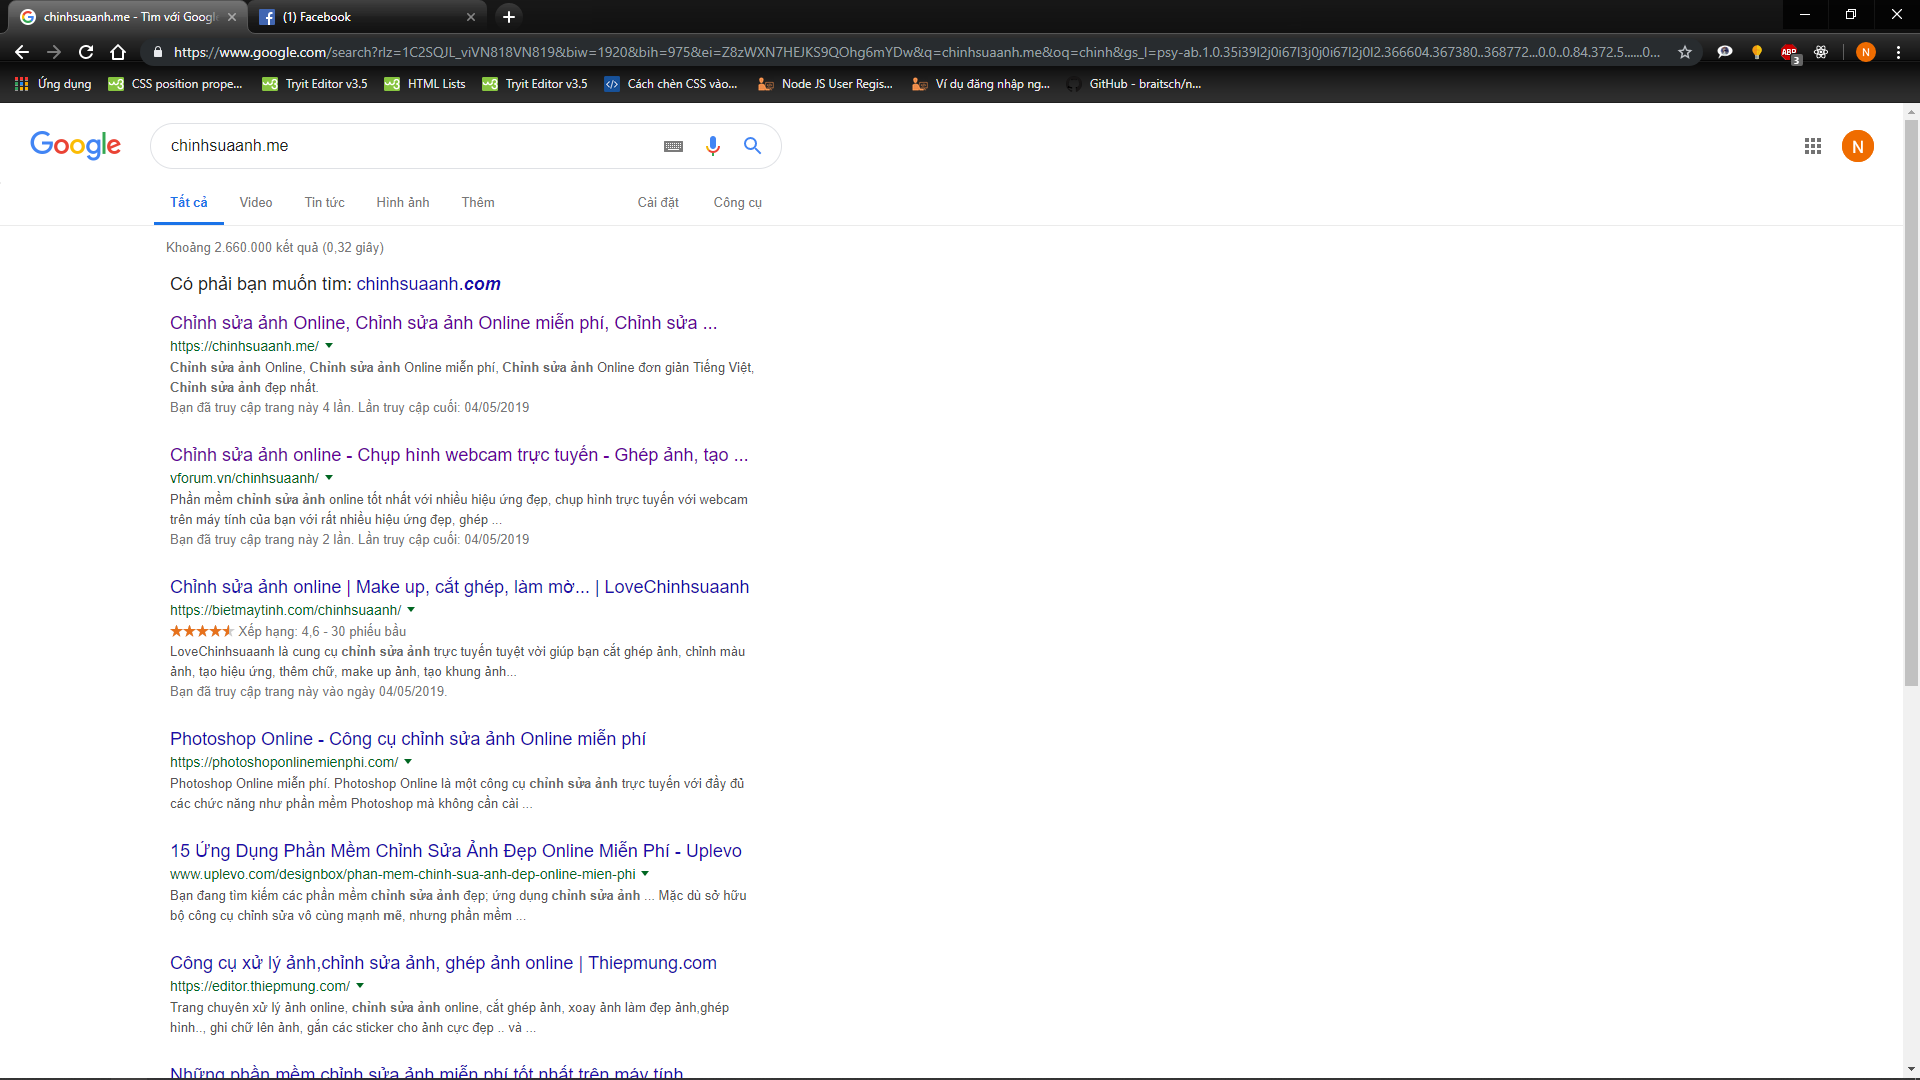 chinhsuaanh.me - Tìm với Googl
(1) Facebook
https://www.google.com/search?rlz=1C2SQJL_viVN818VN819&biw=1920&bih=975&ei=Z8zWXN7HEJKS9QOhg6mYDw&q=chinhsuaanh.me&oq=chinh&gs_l=psy-ab.1.0.35i39l2j0i67l3j0j0i67l2j0l2.366604.367380..368772...0.0..0.84.372.5......0...
ABP
3
N
Ứng dụng
CSS position prope...
Tryit Editor v3.5
HTML Lists
Tryit Editor v3.5
Cách chèn CSS vào...
Node JS User Regis...
Ví dụ đăng nhập ng...
GitHub - braitsch/n...
Google
chinhsuaanh.me
N
Tất cả
Video
Tin tức
Hình ảnh
Thêm
Cài đặt
Công cụ
Khoảng 2.660.000 kết quả (0,32 giây)
Có phải bạn muốn tìm: chinhsuaanh.com
Chỉnh sửa ảnh Online, Chỉnh sửa ảnh Online miễn phí, Chỉnh sửa ...
https://chinhsuaanh.me/
Chỉnh sửa ảnh Online, Chỉnh sửa ảnh Online miễn phí, Chỉnh sửa ảnh Online đơn giản Tiếng Việt,
Chỉnh sửa ảnh đẹp nhất.
Bạn đã truy cập trang này 4 lần. Lần truy cập cuối: 04/05/2019
Chỉnh sửa ảnh online - Chụp hình webcam trực tuyến - Ghép ảnh, tạo ...
vforum.vn/chinhsuaanh/
Phần mềm chỉnh sửa ảnh online tốt nhất với nhiều hiệu ứng đẹp, chụp hình trực tuyến với webcam
trên máy tính của bạn với rất nhiều hiệu ứng đẹp, ghép ...
Bạn đã truy cập trang này 2 lần. Lần truy cập cuối: 04/05/2019
Chỉnh sửa ảnh online | Make up, cắt ghép, làm mờ... | LoveChinhsuaanh
https://bietmaytinh.com/chinhsuaanh/
Xếp hạng: 4,6 - 30 phiếu bầu
LoveChinhsuaanh là cung cụ chỉnh sửa ảnh trực tuyến tuyệt vời giúp bạn cắt ghép ảnh, chỉnh màu
ảnh, tạo hiệu ứng, thêm chữ, make up ảnh, tạo khung ảnh...
Bạn đã truy cập trang này vào ngày 04/05/2019.
Photoshop Online - Công cụ chỉnh sửa ảnh Online miễn phí
https://photoshoponlinemienphi.com/
Photoshop Online miễn phí. Photoshop Online là một công cụ chỉnh sửa ảnh trực tuyến với đầy đủ
các chức năng như phần mềm Photoshop mà không cần cài ...
15 Ứng Dụng Phần Mềm Chỉnh Sửa Ảnh Đẹp Online Miễn Phí - Uplevo
www.uplevo.com/designbox/phan-mem-chinh-sua-anh-dep-online-mien-phi
Bạn đang tìm kiếm các phần mềm chỉnh sửa ảnh đẹp; ứng dụng chỉnh sửa ảnh ... Mặc dù sở hữu
bộ công cụ chỉnh sửa vô cùng mạnh mẽ, nhưng phần mềm ...
Công cụ xử lý ảnh,chỉnh sửa ảnh, ghép ảnh online | Thiepmung.com
https://editor.thiepmung.com/
Trang chuyên xử lý ảnh online, chỉnh sửa ảnh online, cắt ghép ảnh, xoay ảnh làm đẹp ảnh,ghép
hình.., ghi chữ lên ảnh, gắn các sticker cho ảnh cực đẹp .. và ...
Những phần mềm chỉnh sửa ảnh miễn phí tốt nhất trên máy tính